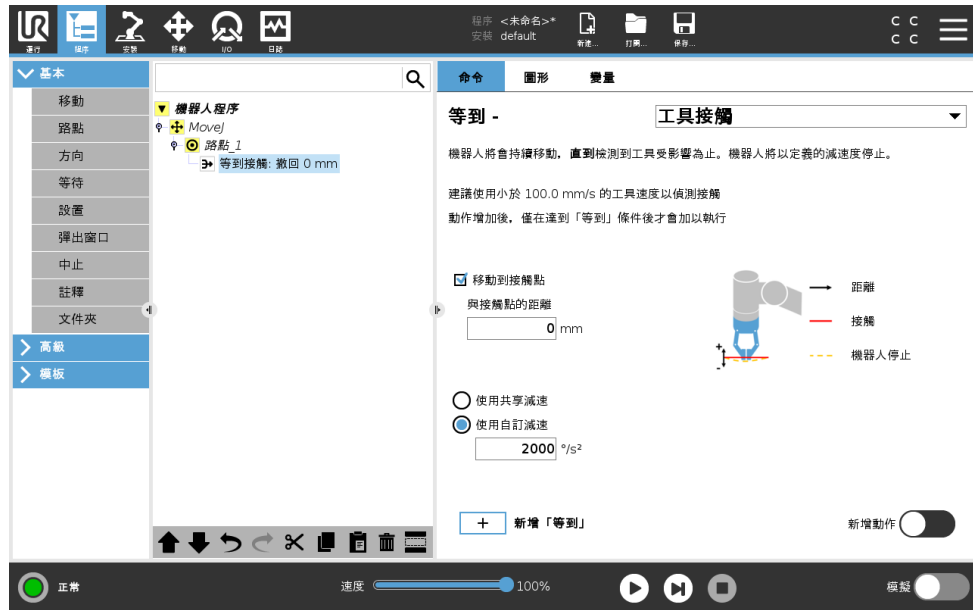 程序 <未命名>*
安裝 default
新建...
打開...
保存...
C C
C C
運行
程序
安裝
移動
I/O
日誌
基本
移動
路點
方向
等待
設置
彈出窗口
中止
註釋
文件夾
高級
模板
機器人程序
MoveJ
路點_1
等到接觸: 撤回 0 mm
命令
圖形
變量
等到 -
工具接觸
機器人將會持續移動, 直到檢測到工具受影響為止。機器人將以定義的減速度停止。
建議使用小於 100.0 mm/s 的工具速度以偵測接觸
動作增加後, 僅在達到「等到」條件後才會加以執行
移動到接觸點
與接觸點的距離
0 mm
+
-
距離
接觸
機器人停止
使用共享減速
使用自訂減速
2000 °/s²
+ 新增「等到」
新增動作
正常
速度
100%
模擬